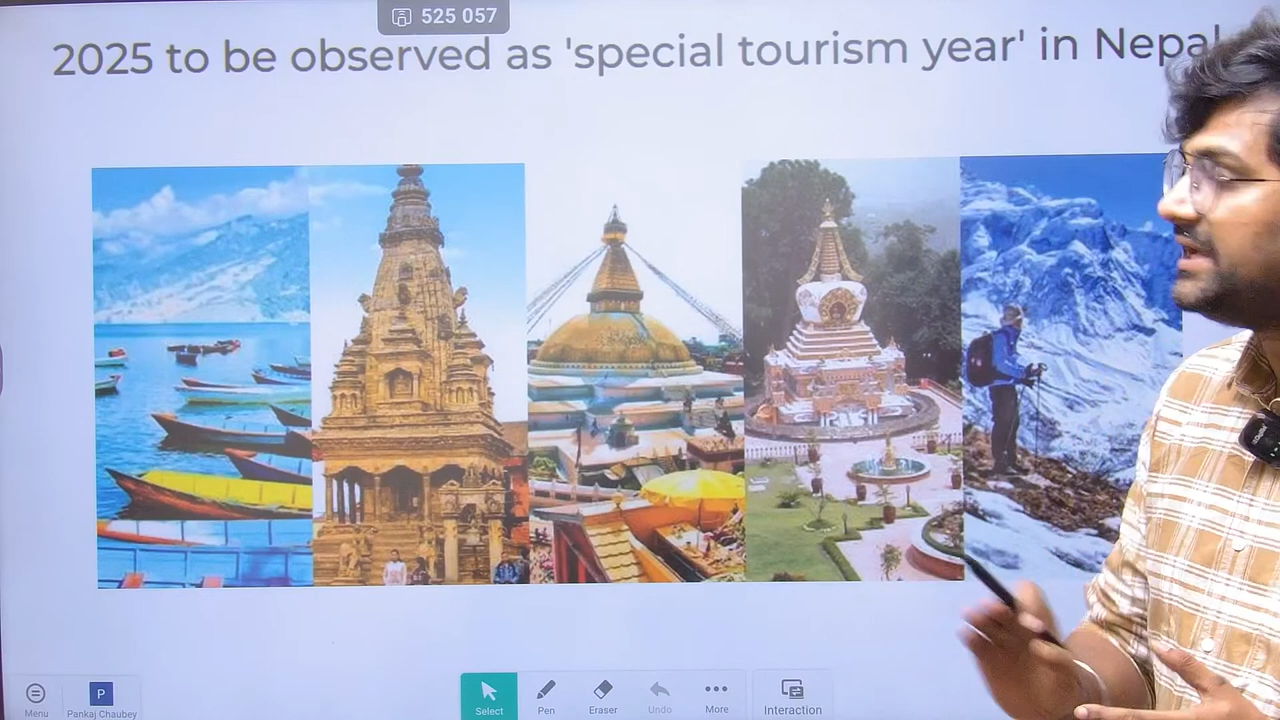 525 057
2025 to be observed as 'special tourism year' in Nepal
P
Menu
Pankaj Chaubey
Select
Pen
Eraser
Undo
More
Interaction